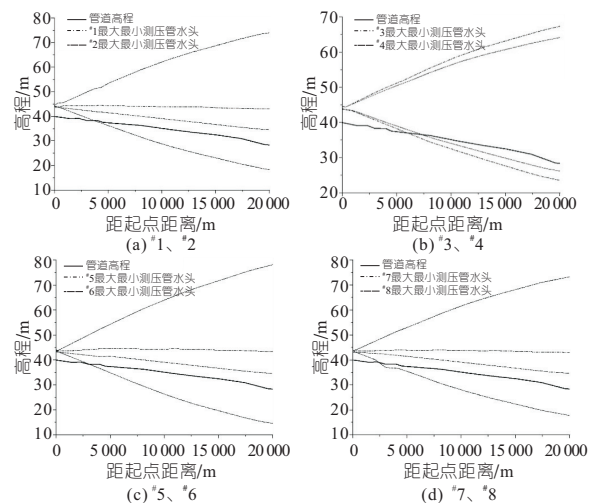 管道高程
#1最大最小测压管水头
#2最大最小测压管水头
80
70
60
50
40
30
20
10
高程/m
0 5 000 10 000 15 000 20 000
距起点距离/m
(a) #1、#2
管道高程
#3最大最小测压管水头
#4最大最小测压管水头
70
60
50
40
30
20
高程/m
0 5 000 10 000 15 000 20 000
距起点距离/m
(b) #3、#4
管道高程
#5最大最小测压管水头
#6最大最小测压管水头
80
70
60
50
40
30
20
10
高程/m
0 5 000 10 000 15 000 20 000
距起点距离/m
(c) #5、#6
管道高程
#7最大最小测压管水头
#8最大最小测压管水头
80
70
60
50
40
30
20
10
高程/m
0 5 000 10 000 15 000 20 000
距起点距离/m
(d) #7、#8